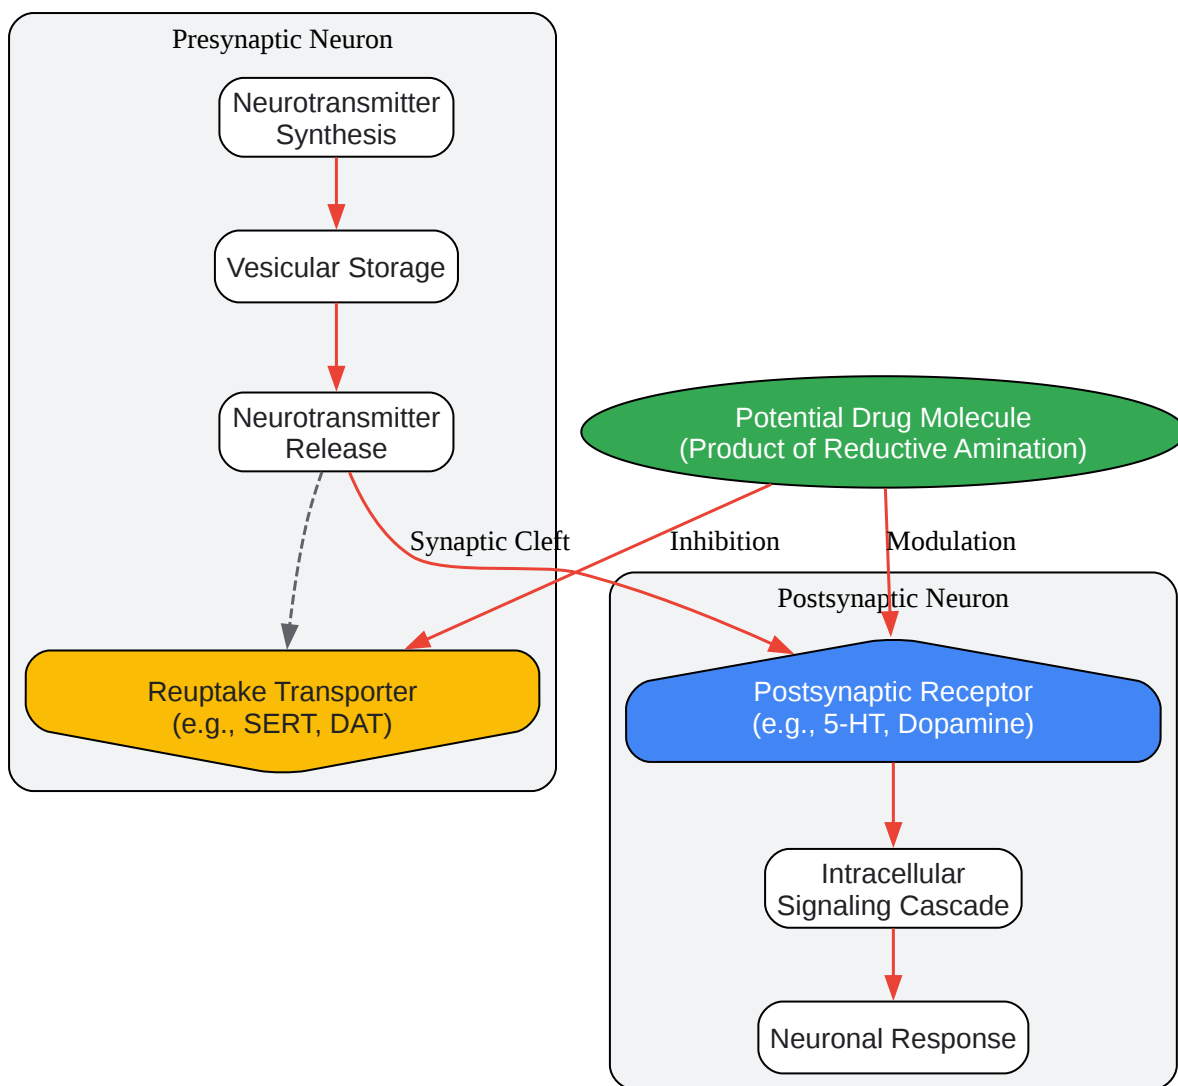 Presynaptic Neuron
Neurotransmitter
Synthesis
Vesicular Storage
Neurotransmitter
Release
Potential Drug Molecule
(Product of Reductive Amination)
Synaptic Cleft
Inhibition
Modulation
Postsynaptic Neuron
Reuptake Transporter
(e.g., SERT, DAT)
Postsynaptic Receptor
(e.g., 5-HT, Dopamine)
Intracellular
Signaling Cascade
Neuronal Response